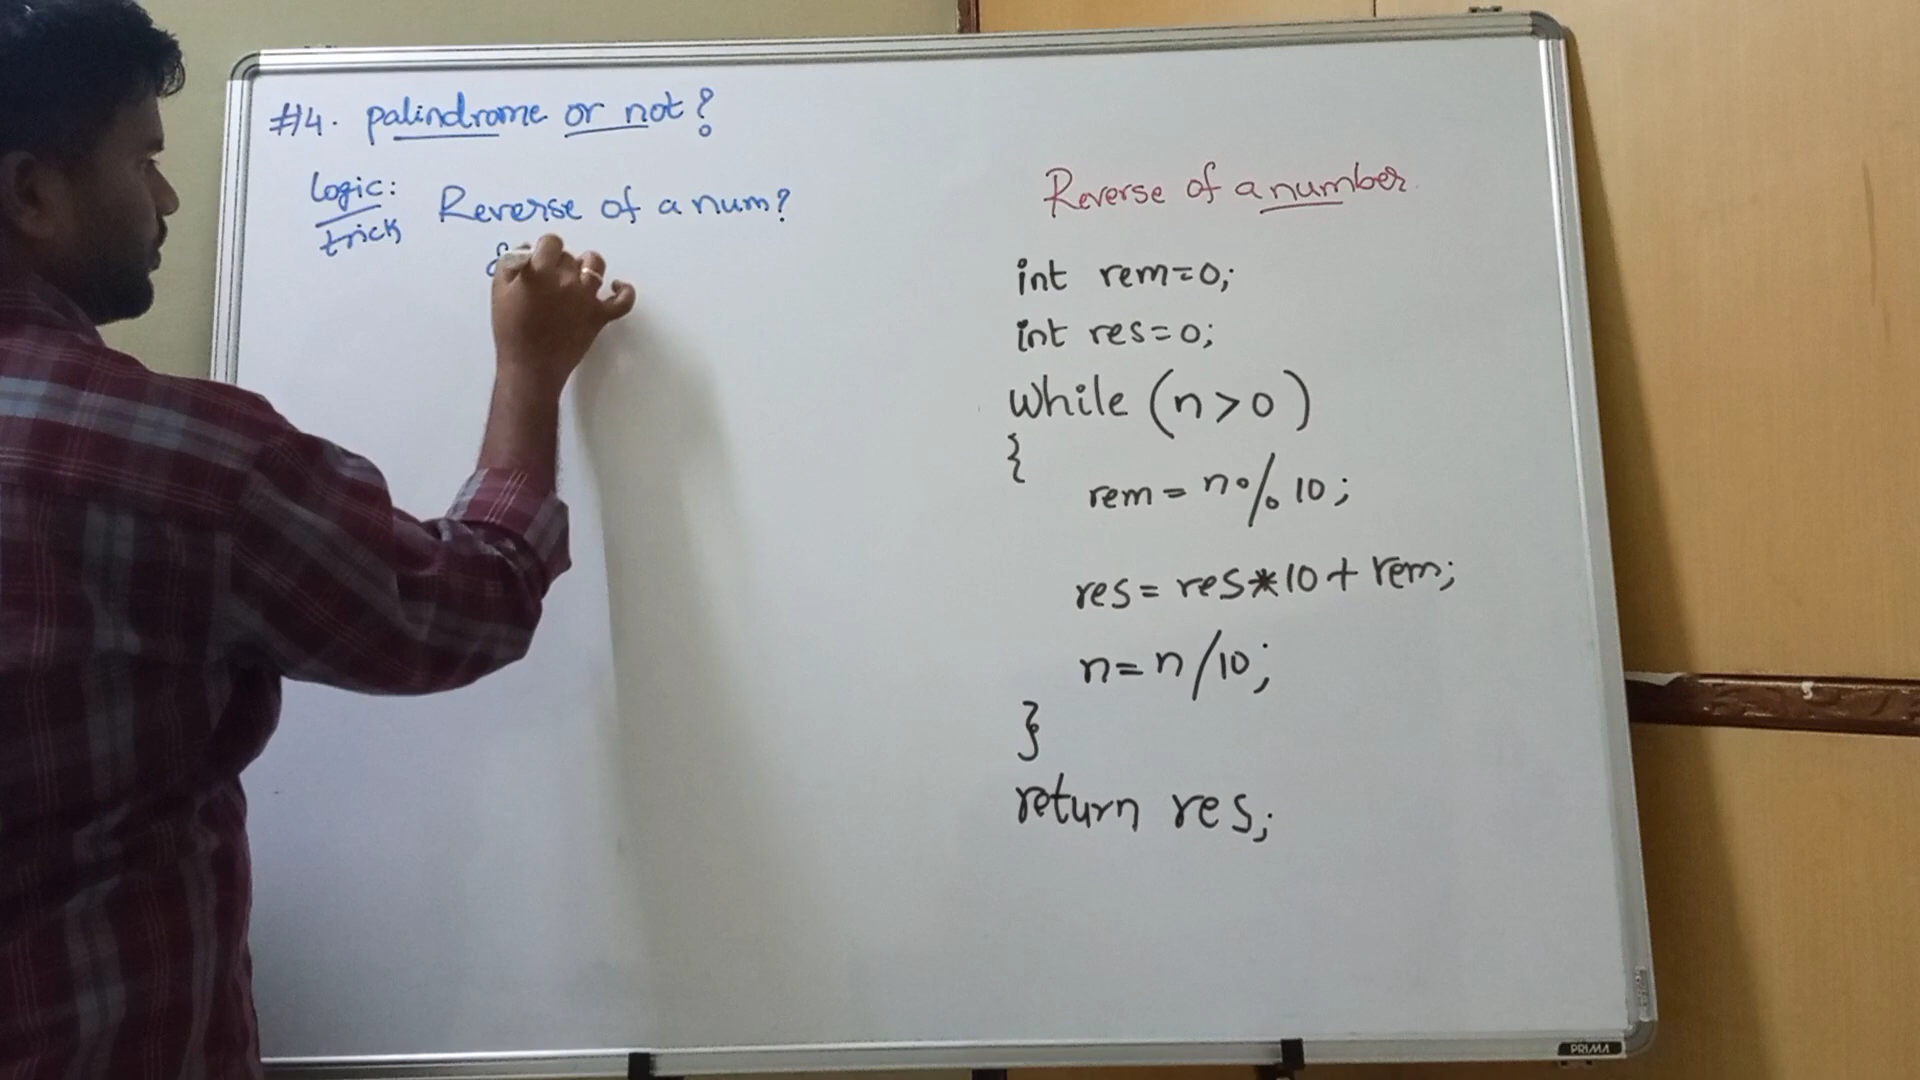 #4. palindrome or not?
Logic:
trick
Reverse of a num?
Reverse of a number
int rem=0;
int res=0;
while (n>0)
{
rem=n%10;
res=res*10+rem;
n=n/10;
}
return res;
PRIMA